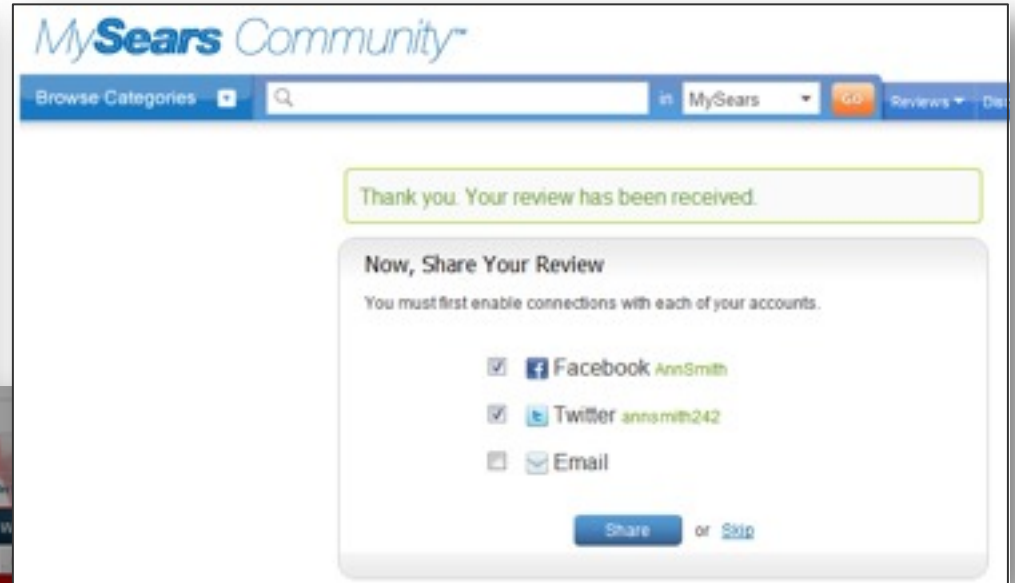 MySears Community℠
Browse Categories in MySears GO Reviews
Thank you. Your review has been received.
Now, Share Your Review
You must first enable connections with each of your accounts.
Facebook AnnSmith
Twitter annsmith242
Email
Share or Skip